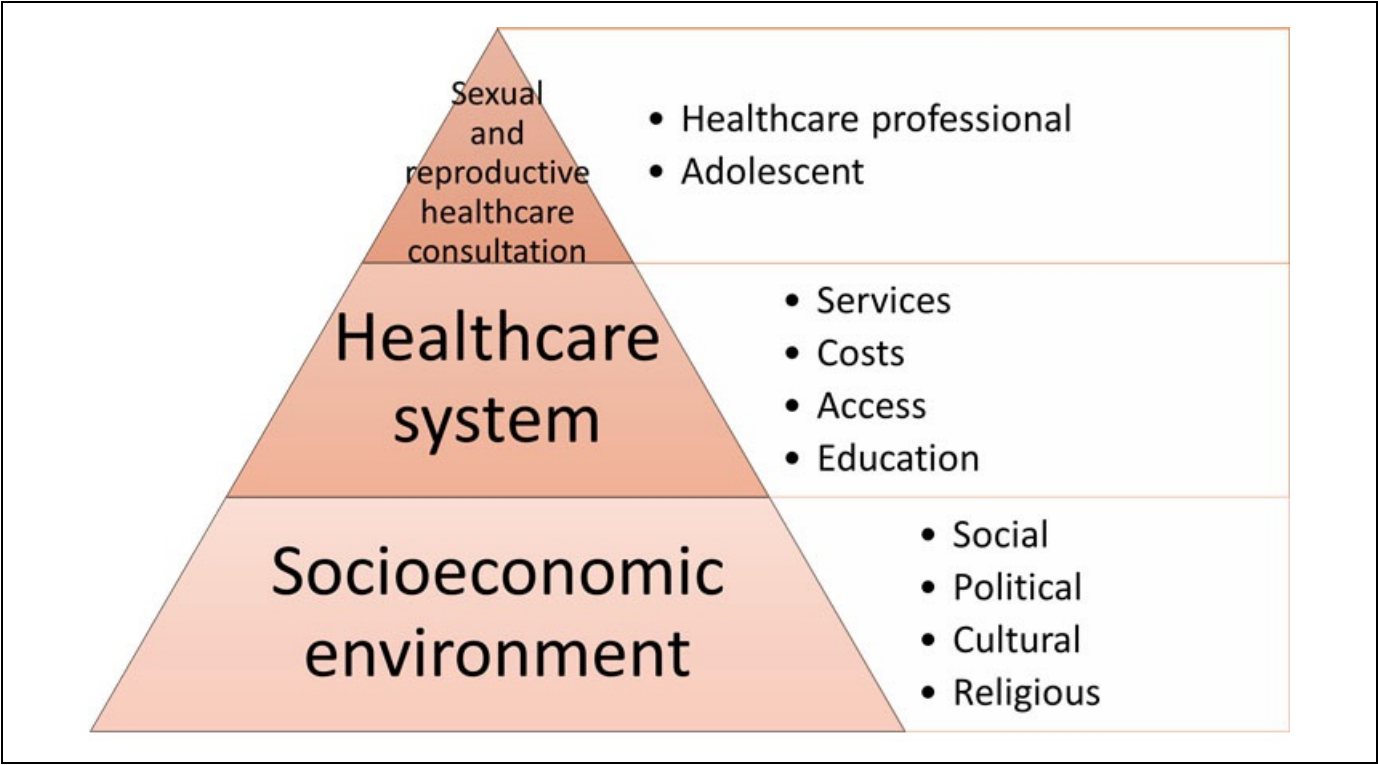 Sexual
and
reproductive
healthcare
consultation
• Healthcare professional
• Adolescent
Healthcare
system
• Services
• Costs
• Access
• Education
Socioeconomic
environment
• Social
• Political
• Cultural
• Religious